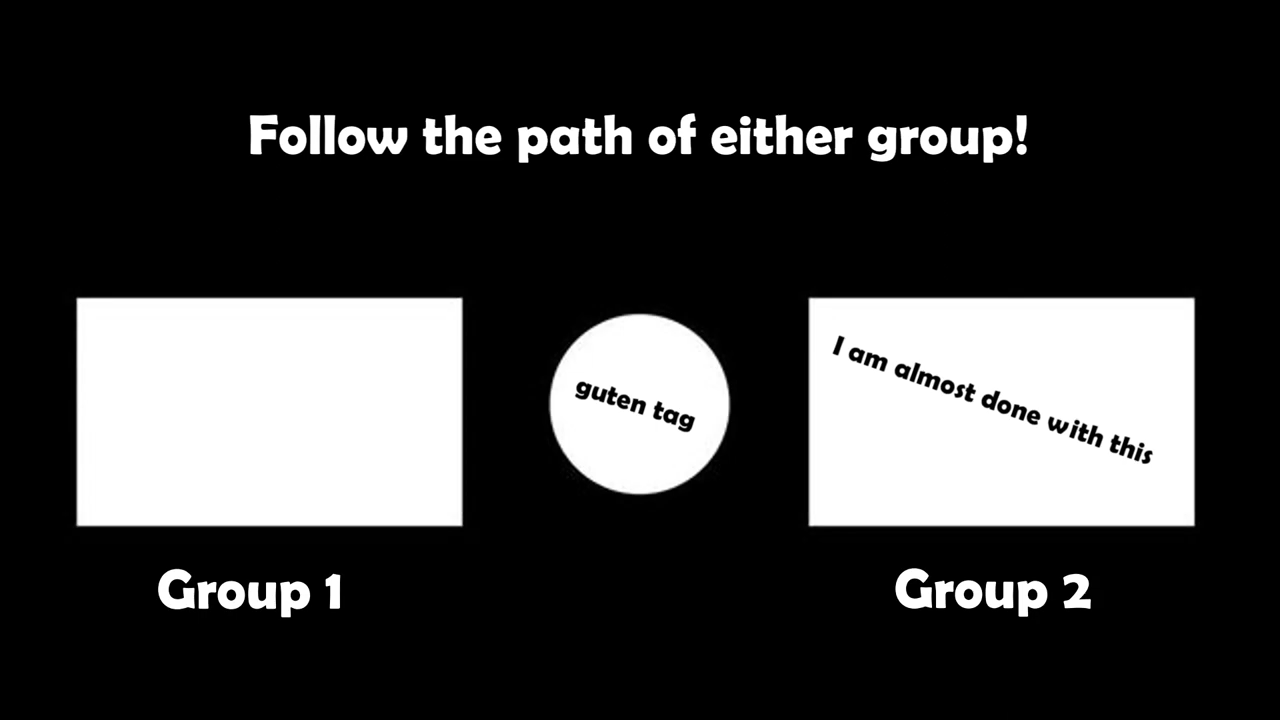 Follow the path of either group!
guten tag
I am almost done with this
Group 1
Group 2